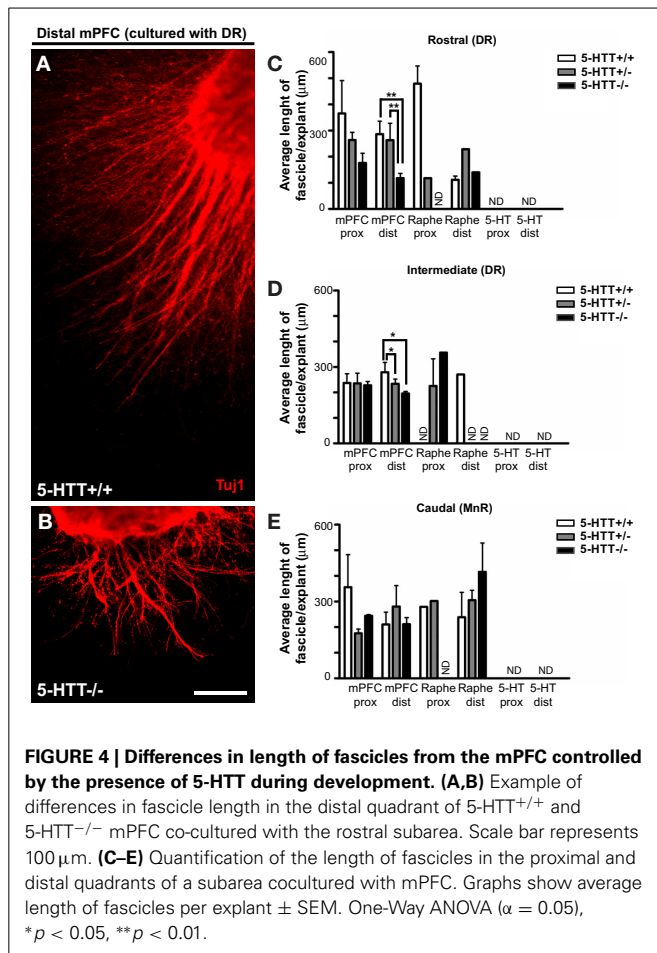 Distal mPFC (cultured with DR)
A
5-HTT+/+
Tuj1
B
5-HTT-/-
C
Rostral (DR)
5-HTT+/+
5-HTT+/-
5-HTT-/-
Average lenght of
fascicle/explant (µm)
600
300
0
**
**
ND
ND
ND
mPFC prox
mPFC dist
Raphe prox
Raphe dist
5-HT prox
5-HT dist
D
Intermediate (DR)
5-HTT+/+
5-HTT+/-
5-HTT-/-
Average lenght of
fascicle/explant (µm)
600
300
0
*
*
ND
ND
ND
ND
ND
mPFC prox
mPFC dist
Raphe prox
Raphe dist
5-HT prox
5-HT dist
E
Caudal (MnR)
5-HTT+/+
5-HTT+/-
5-HTT-/-
Average lenght of
fascicle/explant (µm)
600
300
0
ND
ND
ND
mPFC prox
mPFC dist
Raphe prox
Raphe dist
5-HT prox
5-HT dist
FIGURE 4 | Differences in length of fascicles from the mPFC controlled
by the presence of 5-HTT during development. (A,B) Example of
differences in fascicle length in the distal quadrant of 5-HTT+/+ and
5-HTT−/− mPFC co-cultured with the rostral subarea. Scale bar represents
100 µm. (C–E) Quantification of the length of fascicles in the proximal and
distal quadrants of a subarea cocultured with mPFC. Graphs show average
length of fascicles per explant ± SEM. One-Way ANOVA (α = 0.05),
*p < 0.05, **p < 0.01.